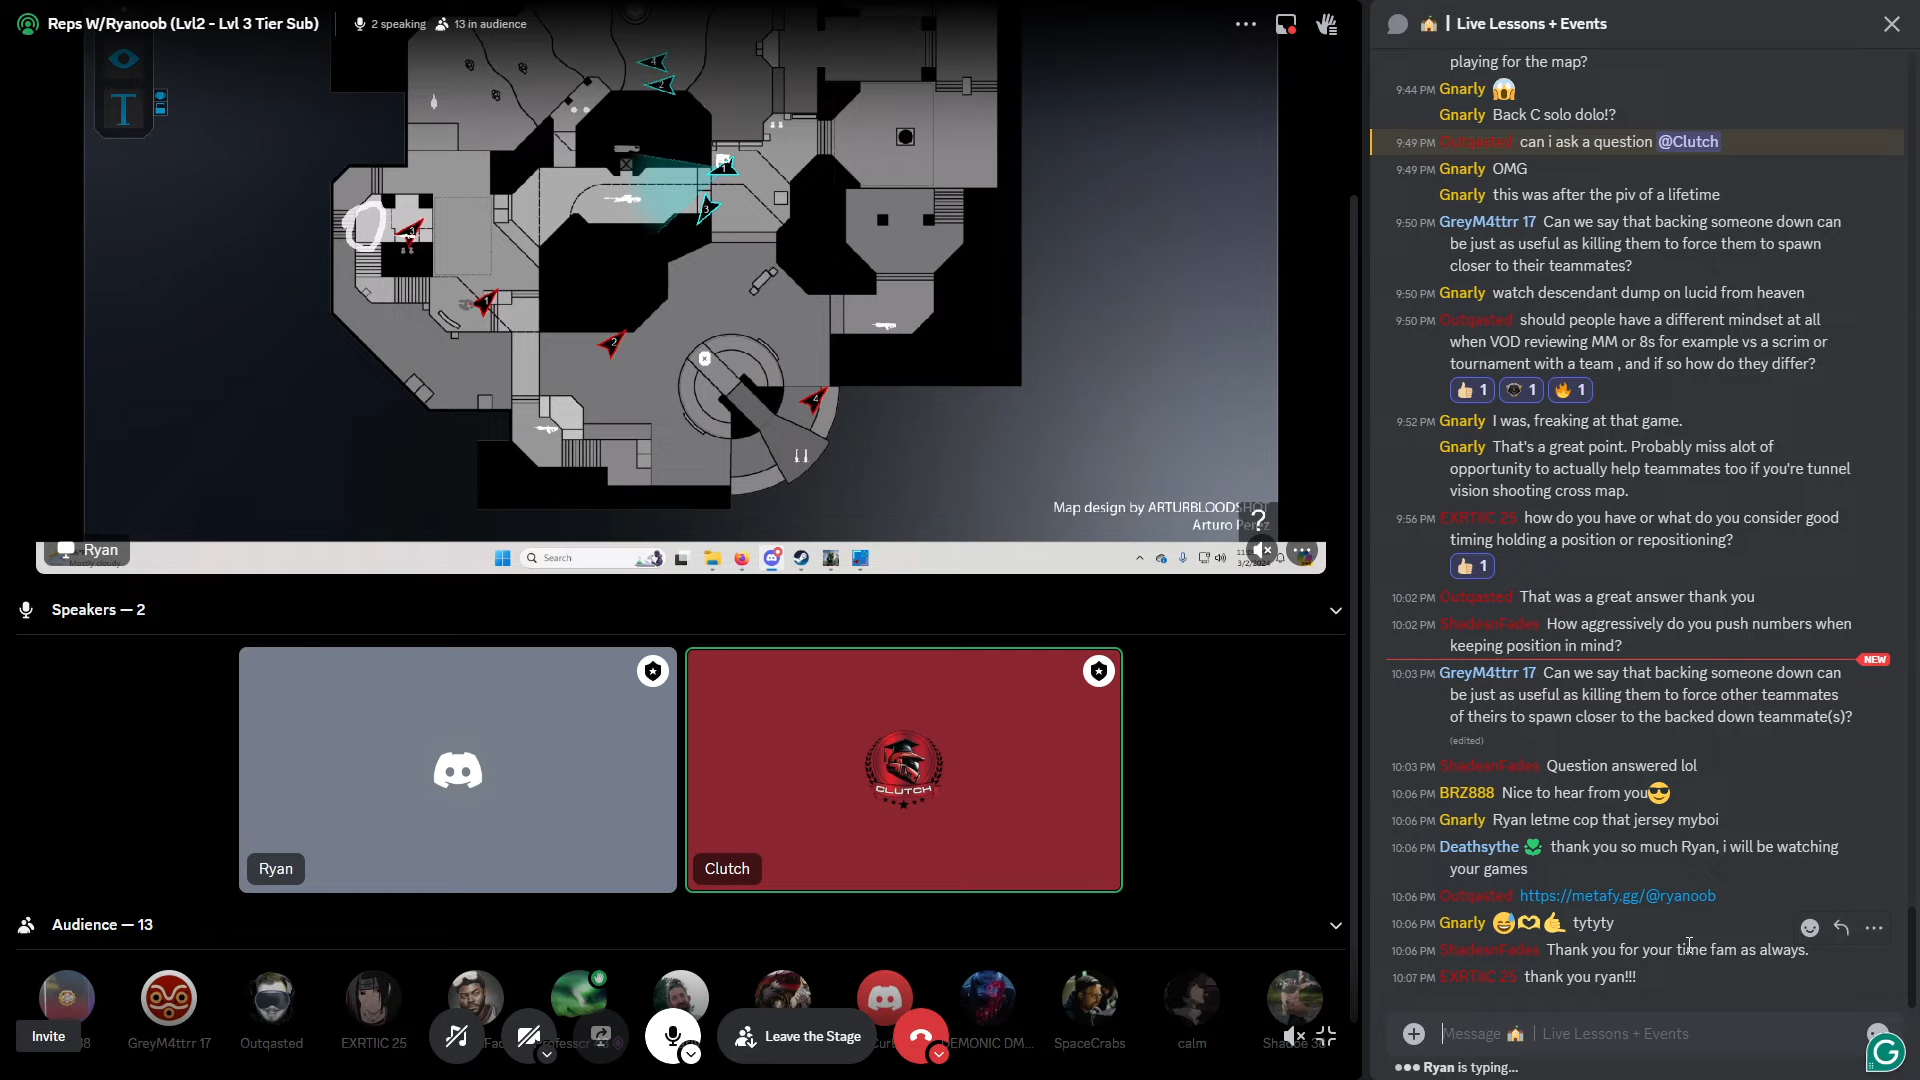 Reps W/Ryanoob (Lvl2 - Lvl 3 Tier Sub)
2 speaking
13 in audience
T
4
2
1
3
3
1
2
4
Map design by ARTURBLOODSHOT
Arturo Perez
?
Ryan
Search
3/2/2024
Speakers — 2
Ryan
CLUTCH
Clutch
Audience — 13
Invite
GreyM4ttrr 17
Outqasted
EXRTIIC 25
Leave the Stage
EMONIC DM...
SpaceCrabs
calm
Live Lessons + Events
playing for the map?
9:44 PM Gnarly 😱
Gnarly Back C solo dolo!?
9:49 PM Outqasted can i ask a question @Clutch
9:49 PM Gnarly OMG
Gnarly this was after the piv of a lifetime
9:50 PM GreyM4ttrr 17 Can we say that backing someone down can
be just as useful as killing them to force them to spawn
closer to their teammates?
9:50 PM Gnarly watch descendant dump on lucid from heaven
9:50 PM Outqasted should people have a different mindset at all
when VOD reviewing MM or 8s for example vs a scrim or
tournament with a team , and if so how do they differ?
1 1 1
9:52 PM Gnarly I was, freaking at that game.
Gnarly That's a great point. Probably miss alot of
opportunity to actually help teammates too if you're tunnel
vision shooting cross map.
9:56 PM EXRTIIC 25 how do you have or what do you consider good
timing holding a position or repositioning?
1
10:02 PM Outqasted That was a great answer thank you
10:02 PM ShadesnFades How aggressively do you push numbers when
keeping position in mind?
NEW
10:03 PM GreyM4ttrr 17 Can we say that backing someone down can
be just as useful as killing them to force other teammates
of theirs to spawn closer to the backed down teammate(s)?
(edited)
10:03 PM ShadesnFades Question answered lol
10:06 PM BRZ888 Nice to hear from you😎
10:06 PM Gnarly Ryan letme cop that jersey myboi
10:06 PM Deathsythe thank you so much Ryan, i will be watching
your games
10:06 PM Outqasted https://metafy.gg/@ryanoob
10:06 PM Gnarly 😅🫶🤙 tytyty
10:06 PM ShadesnFades Thank you for your time fam as always.
10:07 PM EXRTIIC 25 thank you ryan!!!
Message | Live Lessons + Events
Ryan is typing...